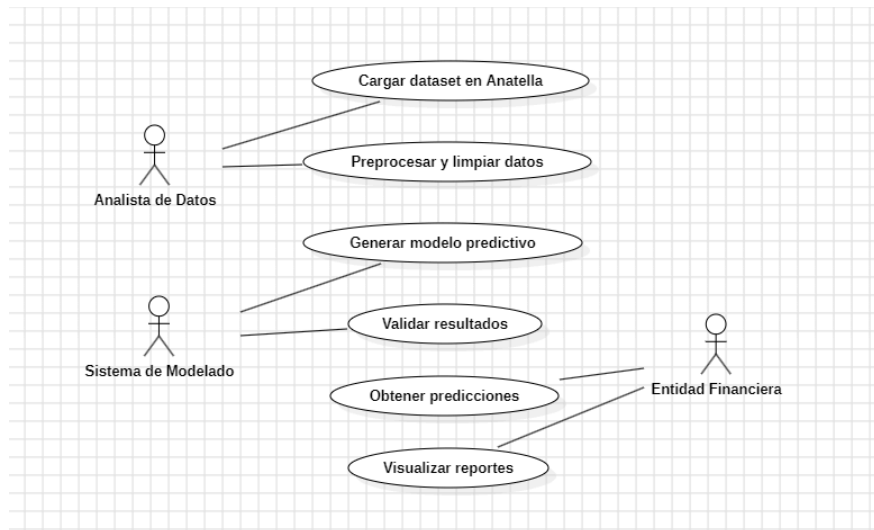 Cargar dataset en Anatella
Preprocesar y limpiar datos
Analista de Datos
Generar modelo predictivo
Validar resultados
Sistema de Modelado
Obtener predicciones
Entidad Financiera
Visualizar reportes